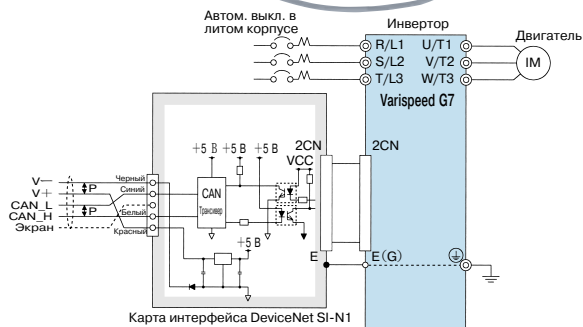 Автом. выкл. в
литом корпусе
Инвертор
Двигатель
R/L1 U/T1
S/L2 V/T2
T/L3 W/T3
IM
Varispeed G7
+5 В +5 В +5 В
2CN
VCC
2CN
V−
V+
CAN_L
CAN_H
Экран
P
P
Черный
Синий
Белый
Красный
CAN
Трансивер
+5 В
E
E(G)
Карта интерфейса DeviceNet SI-N1